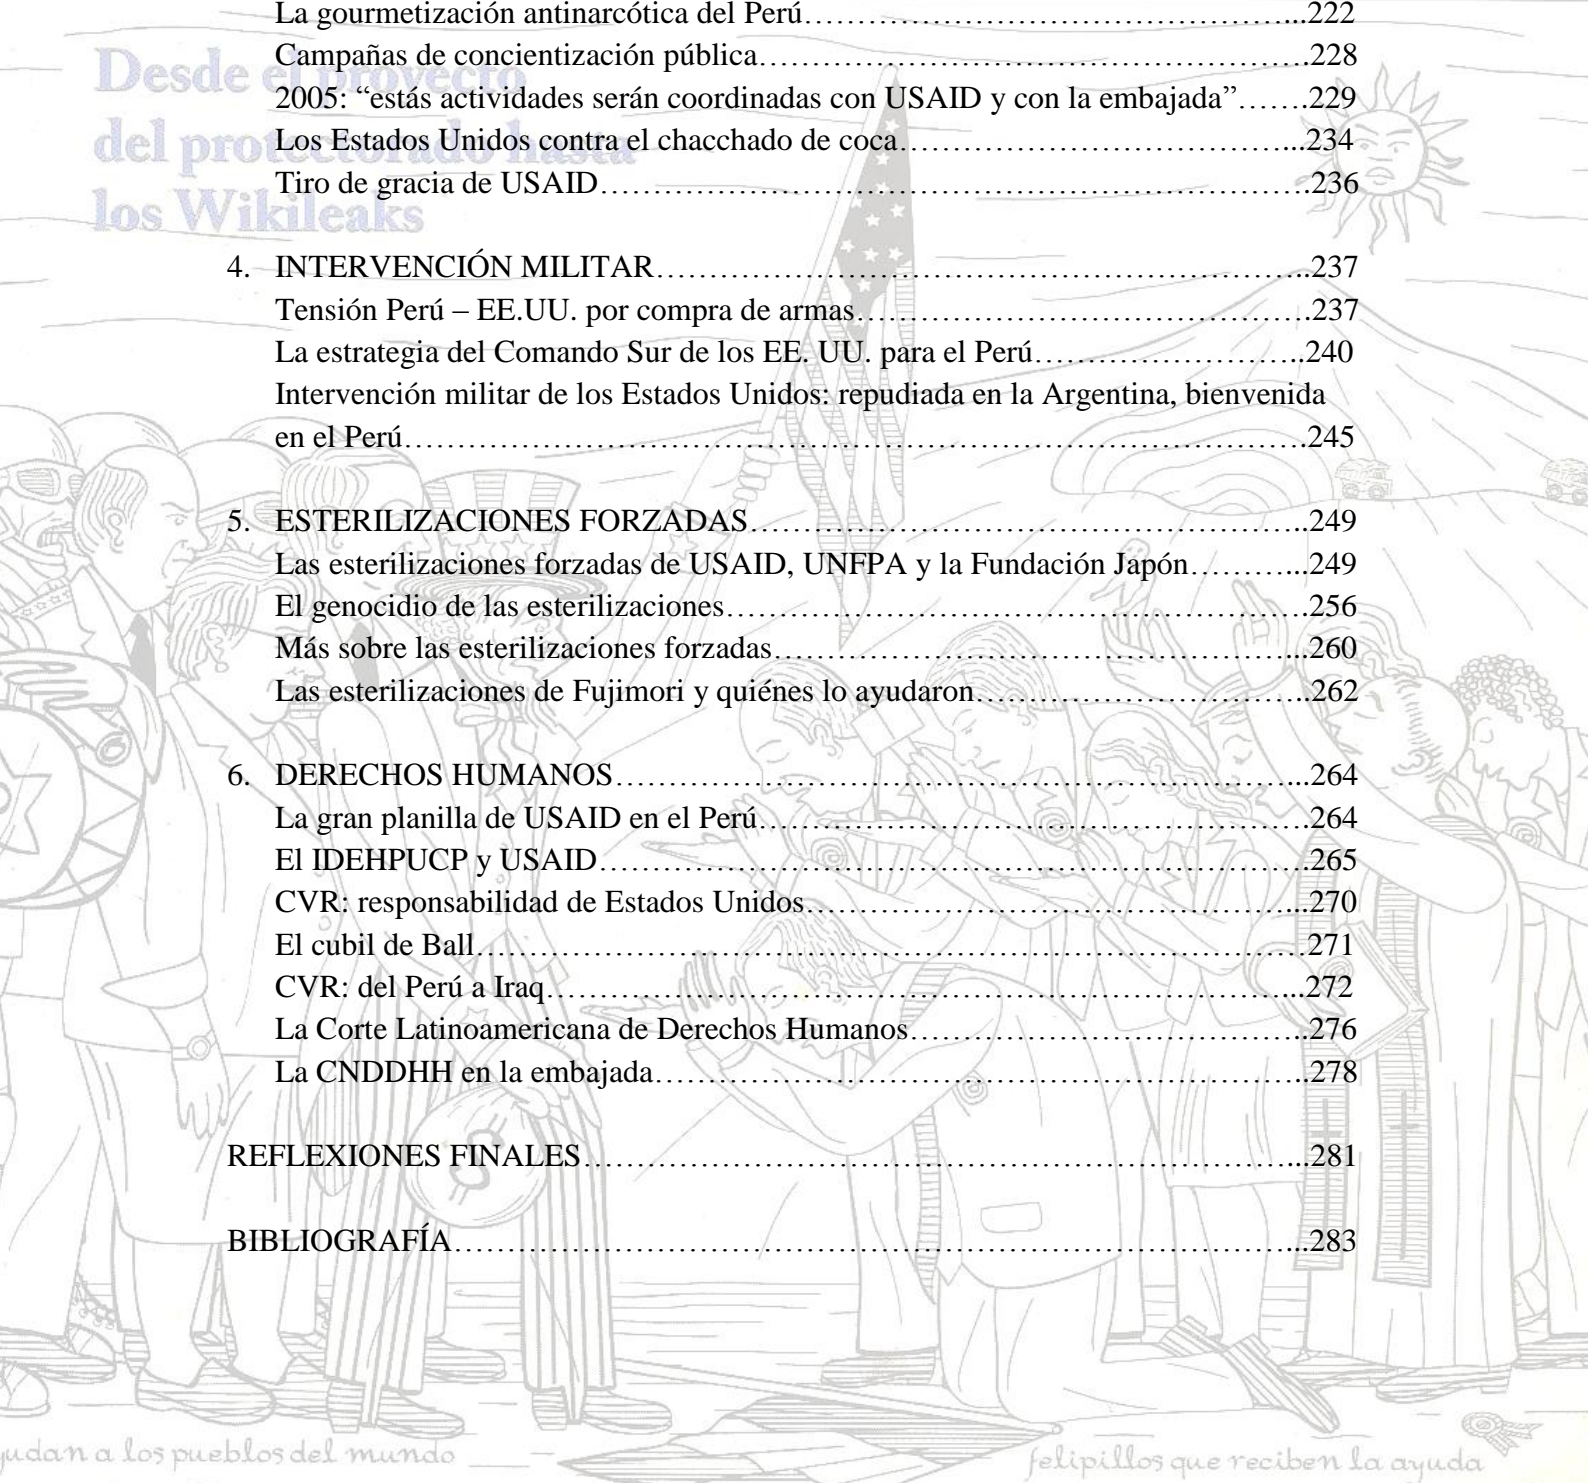 La gourmetización antinarcótica del Perú……………………………………...222
Campañas de concientización pública……………………………………….228
2005: “estás actividades serán coordinadas con USAID y con la embajada”…….229
Los Estados Unidos contra el chacchado de coca…………………………...234
Tiro de gracia de USAID……………………………………………………236
Desde el proyecto
del protectorado hasta
los Wikileaks
4. INTERVENCIÓN MILITAR……………………………………………….237
Tensión Perú – EE.UU. por compra de armas……………………………….237
La estrategia del Comando Sur de los EE. UU. para el Perú………………..240
Intervención militar de los Estados Unidos: repudiada en la Argentina, bienvenida
en el Perú………………………………………………………………….245
5. ESTERILIZACIONES FORZADAS……………………………………..249
Las esterilizaciones forzadas de USAID, UNFPA y la Fundación Japón………...249
El genocidio de las esterilizaciones…………………………………………256
Más sobre las esterilizaciones forzadas……………………………………...260
Las esterilizaciones de Fujimori y quiénes lo ayudaron……………………..262
6. DERECHOS HUMANOS………………………………………………...264
La gran planilla de USAID en el Perú……………………………………….264
El IDEHPUCP y USAID…………………………………………………….265
CVR: responsabilidad de Estados Unidos…………………………………...270
El cubil de Ball……………………………………………………………..271
CVR: del Perú a Iraq………………………………………………………...272
La Corte Latinoamericana de Derechos Humanos…………………………..276
La CNDDHH en la embajada………………………………………………..278
REFLEXIONES FINALES…………………………………………………...281
BIBLIOGRAFÍA……………………………………………………………...283
yudan a los pueblos del mundo
felipillos que reciben la ayuda